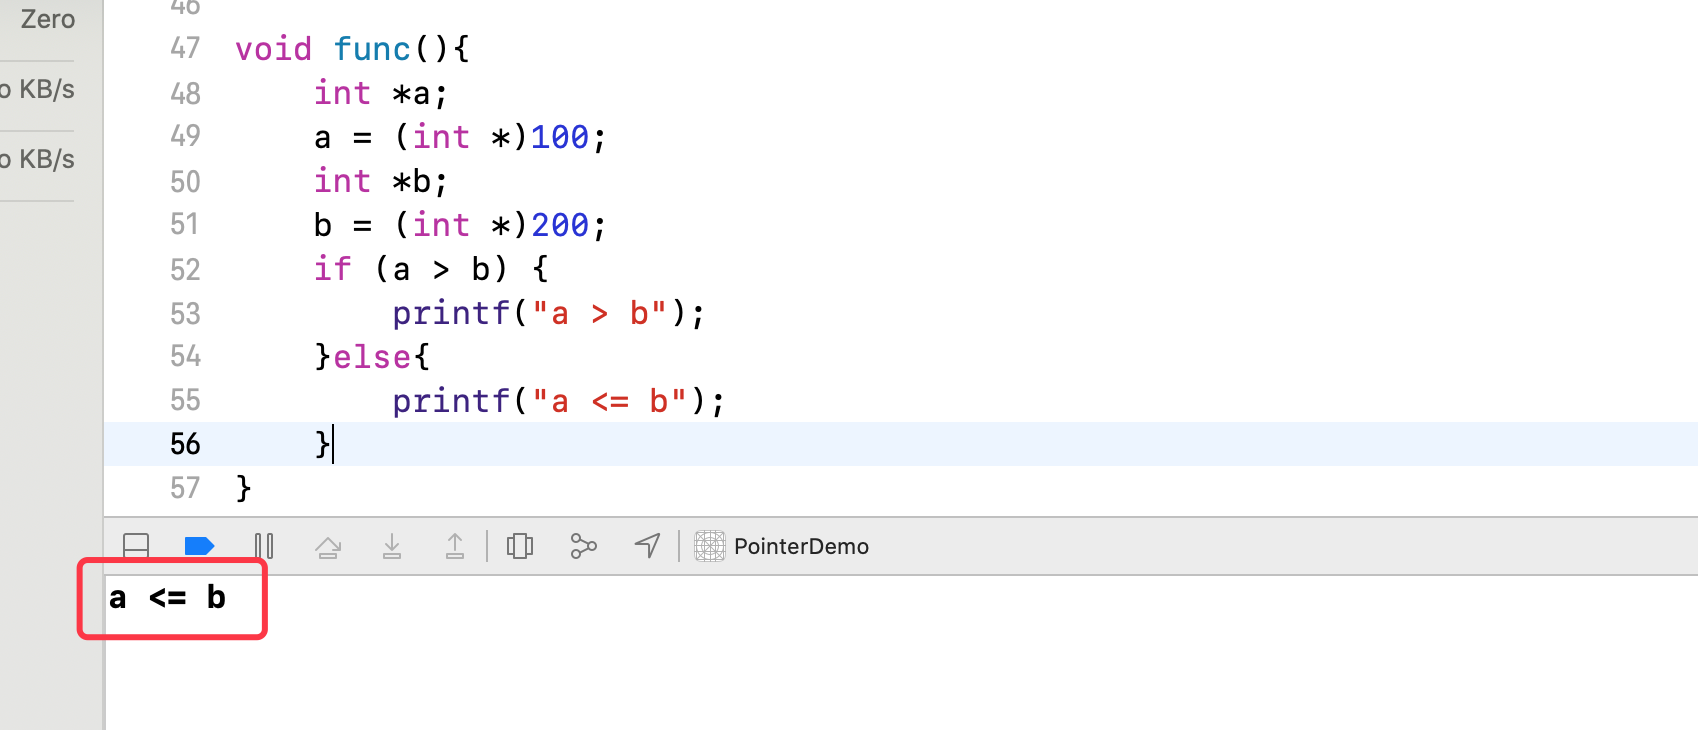 Zero
KB/s
KB/s
46
47 void func(){
48     int *a;
49     a = (int *)100;
50     int *b;
51     b = (int *)200;
52     if (a > b) {
53         printf("a > b");
54     }else{
55         printf("a <= b");
56     }
57 }
PointerDemo
a <= b